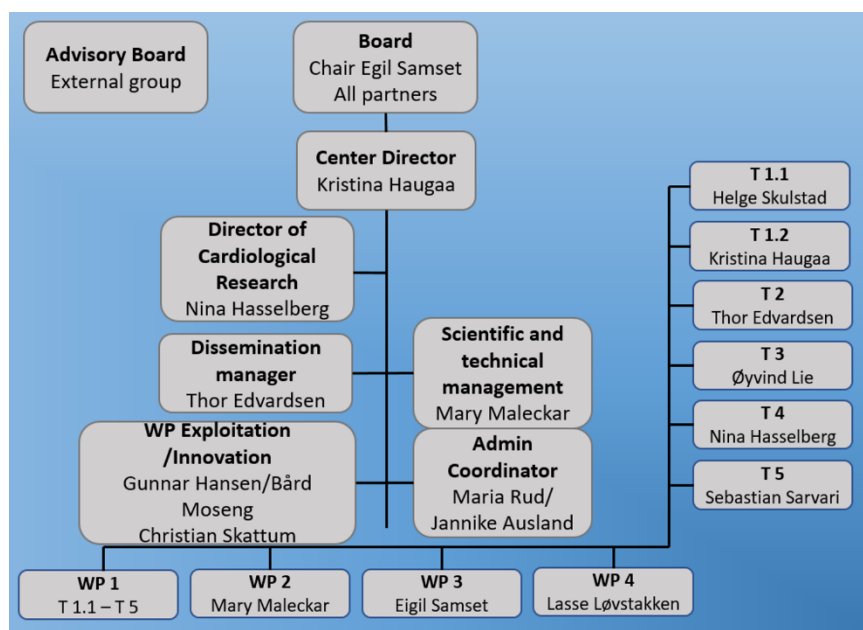 Advisory Board
External group
Board
Chair Egil Samset
All partners
Center Director
Kristina Haugaa
Director of
Cardiological
Research
Nina Hasselberg
Dissemination
manager
Thor Edvardsen
Scientific and
technical
management
Mary Maleckar
WP Exploitation
/Innovation
Gunnar Hansen/Bård
Moseng
Christian Skattum
Admin
Coordinator
Maria Rud/
Jannike Ausland
T 1.1
Helge Skulstad
T 1.2
Kristina Haugaa
T 2
Thor Edvardsen
T 3
Øyvind Lie
T 4
Nina Hasselberg
T 5
Sebastian Sarvari
WP 1
T 1.1 – T 5
WP 2
Mary Maleckar
WP 3
Eigil Samset
WP 4
Lasse Løvstakken